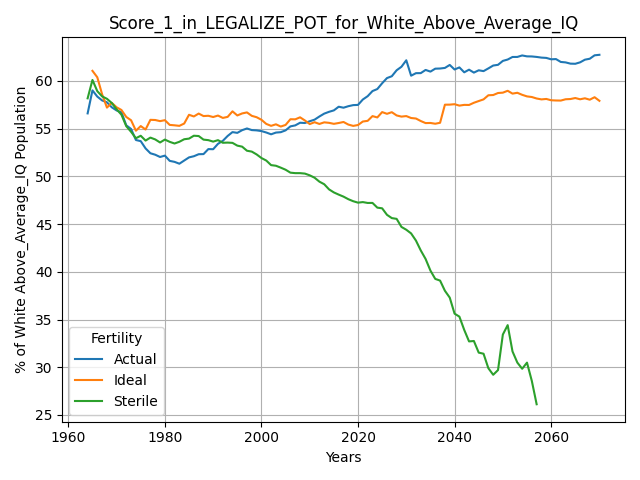 Score_1_in_LEGALIZE_POT_for_White_Above_Average_IQ
% of White Above_Average_IQ Population
60
55
50
45
40
35
30
25
Fertility
Actual
Ideal
Sterile
1960
1980
2000
2020
2040
2060
Years